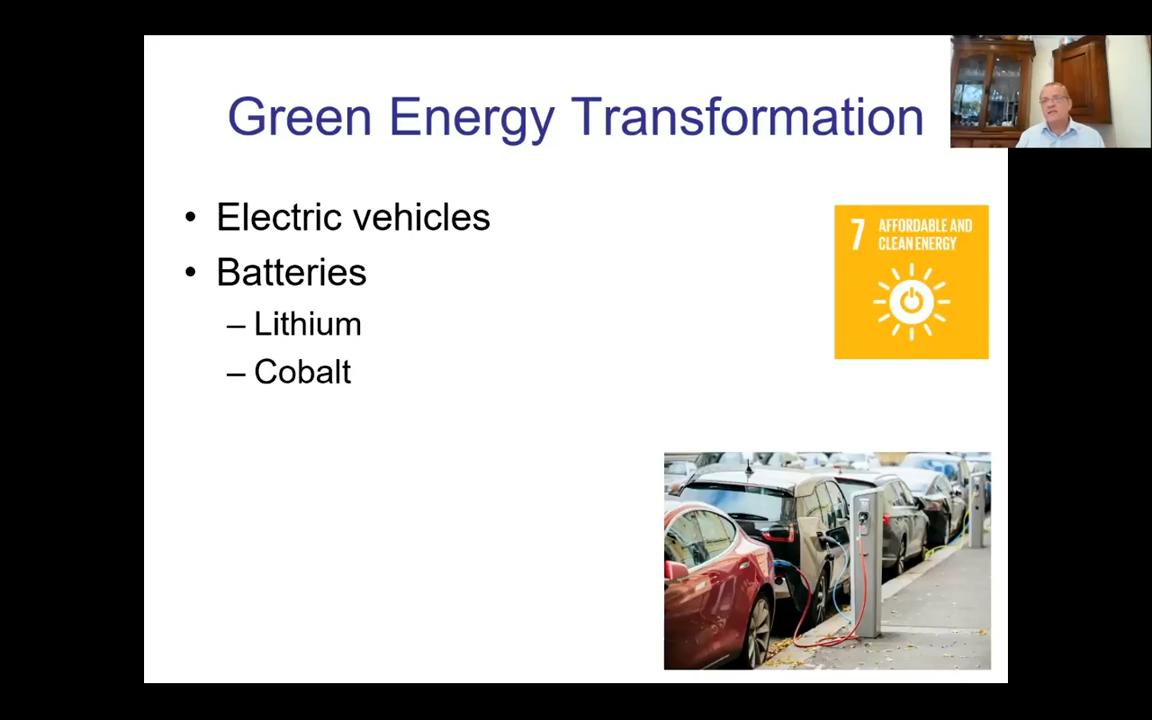 Green Energy Transformation
• Electric vehicles
• Batteries
– Lithium
– Cobalt
7 AFFORDABLE AND
CLEAN ENERGY